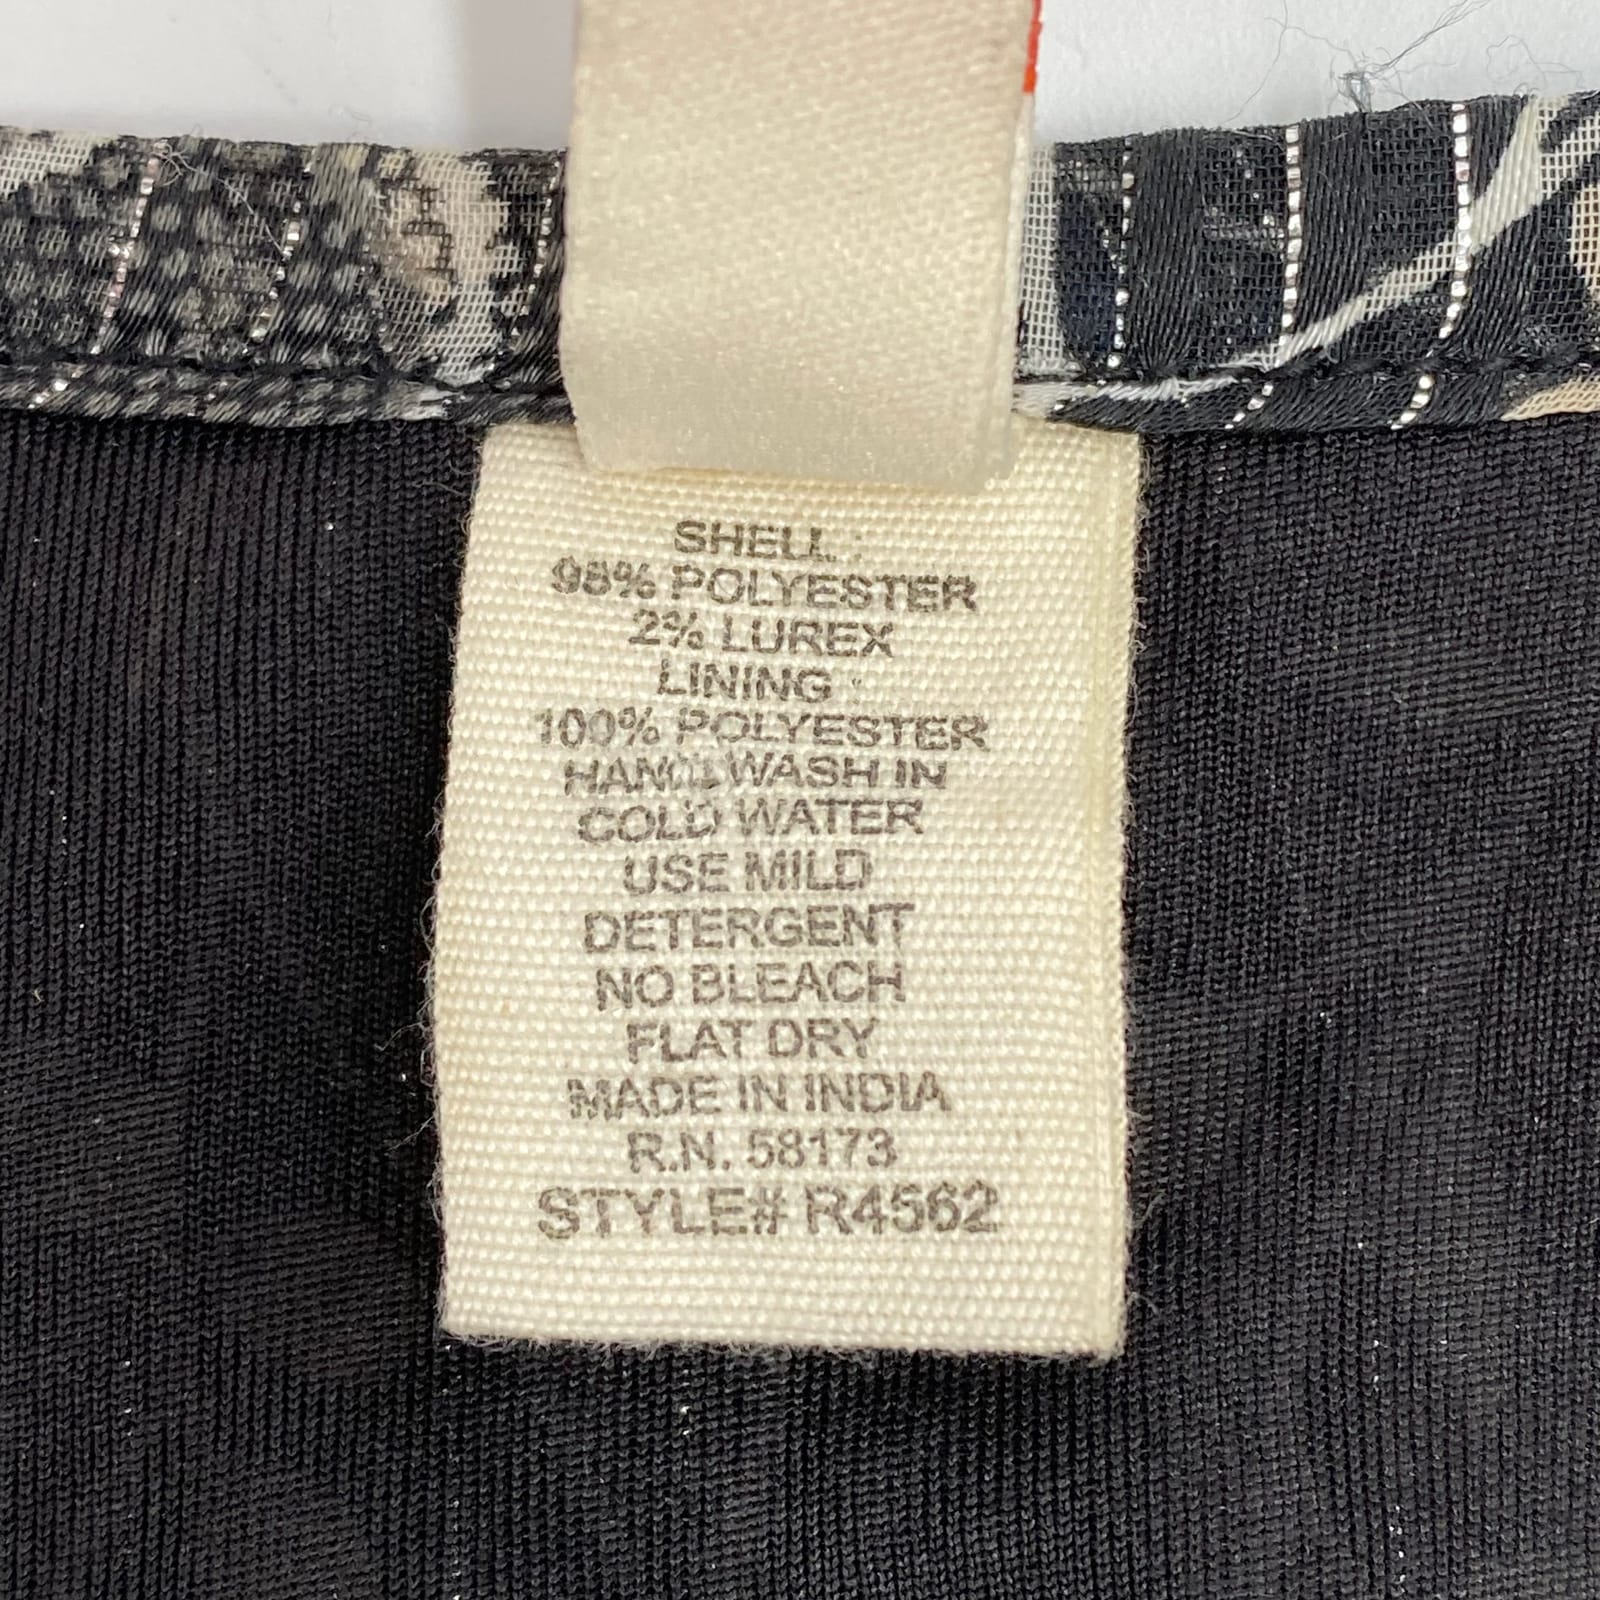 SHELL :
98% POLYESTER
2% LUREX
LINING :
100% POLYESTER
HAND WASH IN
COLD WATER
USE MILD
DETERGENT
NO BLEACH
FLAT DRY
MADE IN INDIA
R.N. 58173
STYLE# R4562